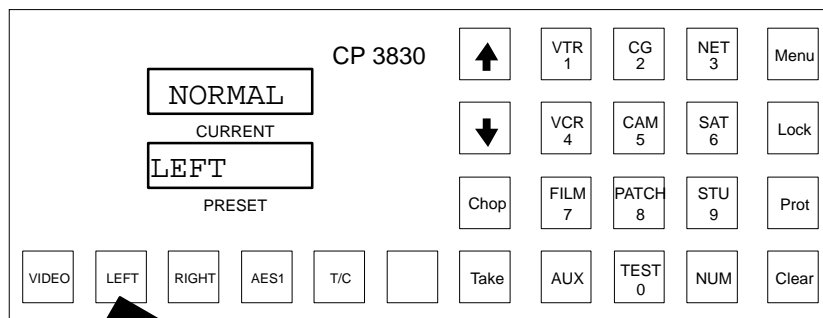 CP 3830
NORMAL
CURRENT
LEFT
PRESET
VTR
1
CG
2
NET
3
Menu
VCR
4
CAM
5
SAT
6
Lock
Chop
FILM
7
PATCH
8
STU
9
Prot
VIDEO
LEFT
RIGHT
AES1
T/C
Take
AUX
TEST
0
NUM
Clear